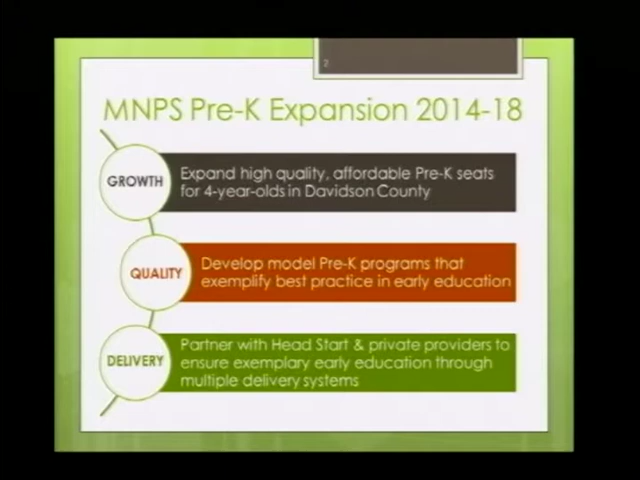 2
MNPS Pre-K Expansion 2014-18
GROWTH
Expand high quality, affordable Pre-K seats
for 4-year-olds in Davidson County
QUALITY
Develop model Pre-K programs that
exemplify best practice in early education
DELIVERY
Partner with Head Start & private providers to
ensure exemplary early education through
multiple delivery systems